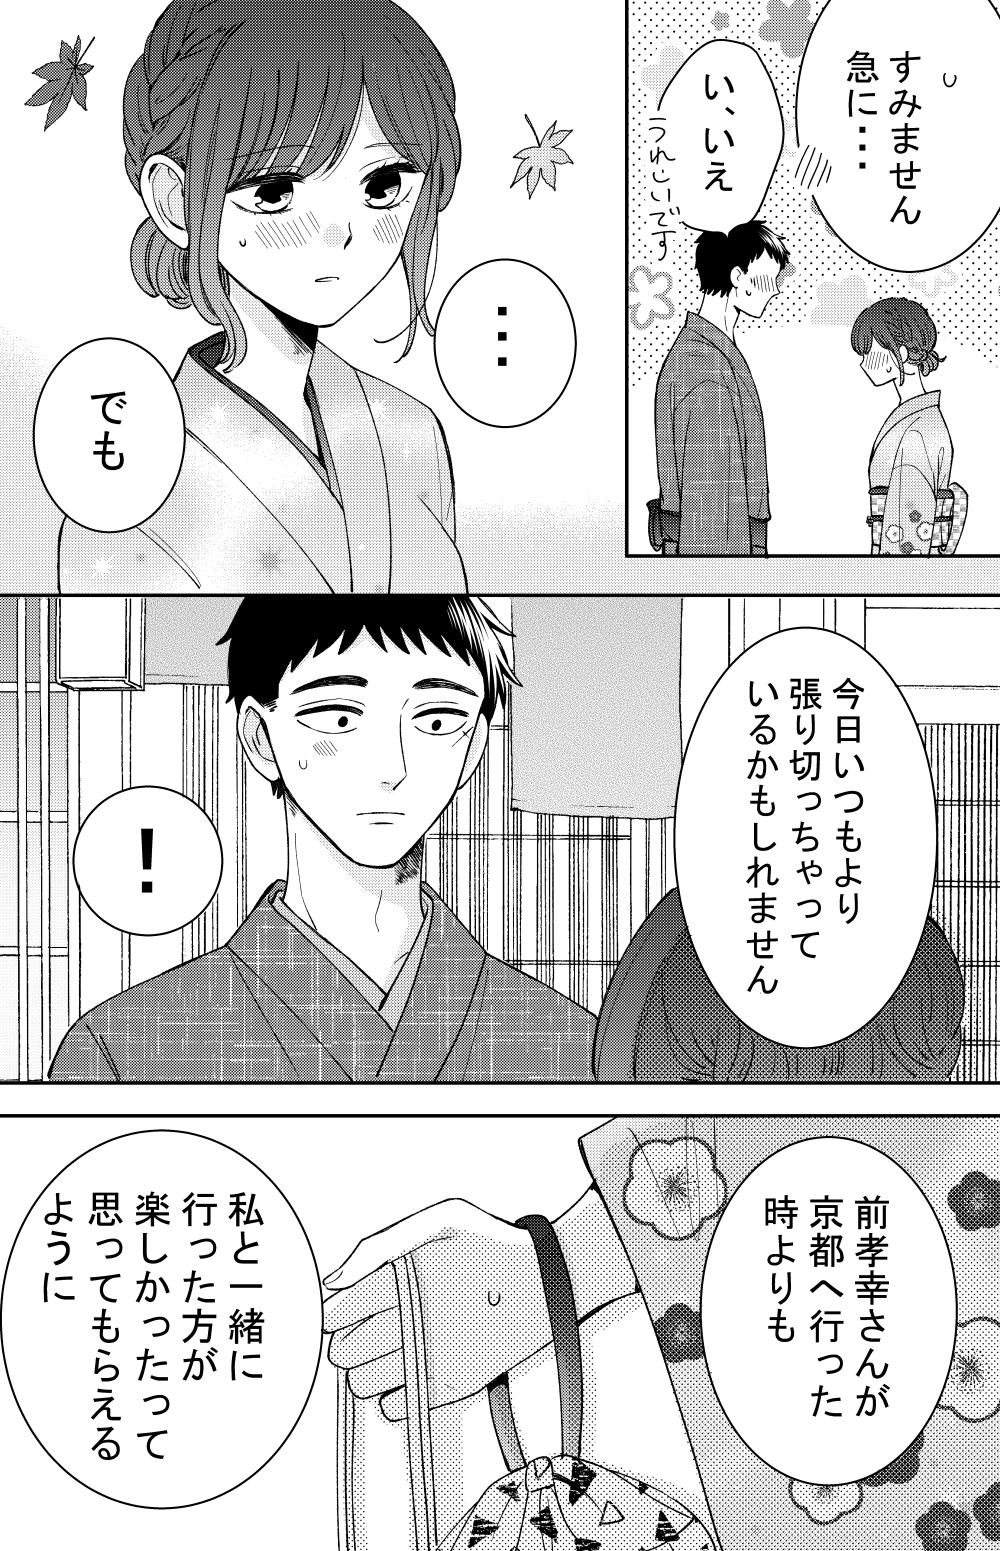 すみません
急に・・・
い、いえ
うれしいです
・・・
でも
今日いつもより
張り切っちゃって
いるかもしれません
！
前孝幸さんが
京都へ行った
時よりも
私と一緒に
行った方が
楽しかったって
思ってもらえる
ように